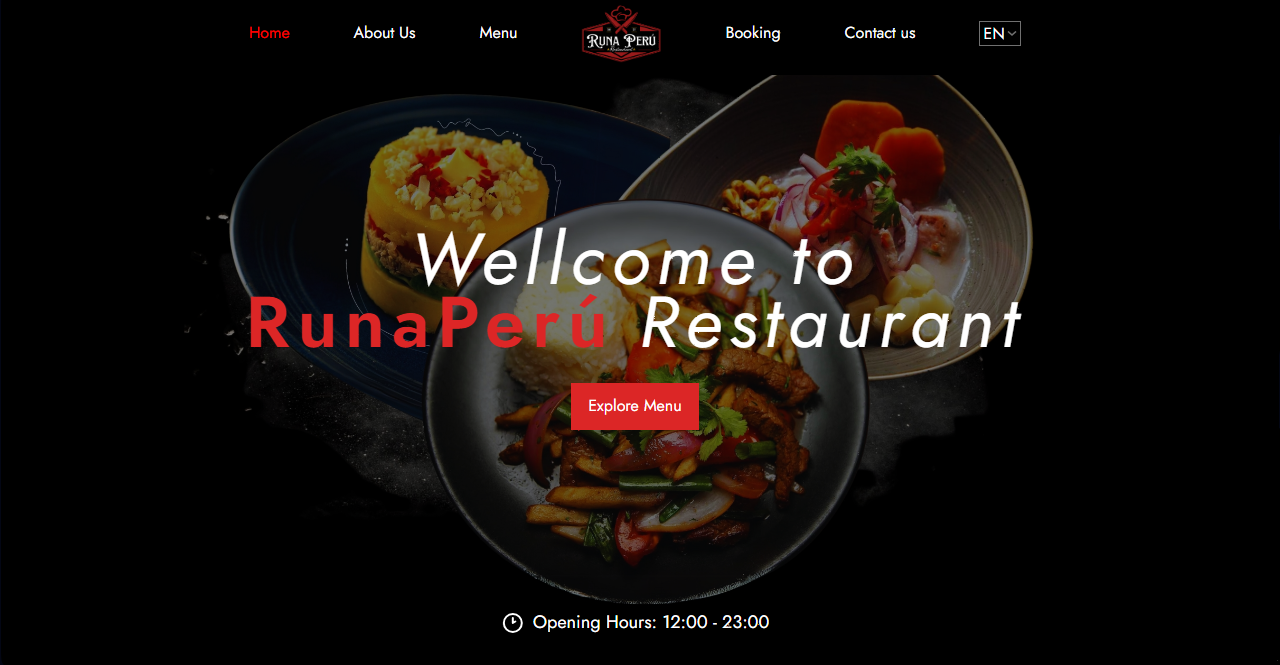 Home About Us Menu RUNA PERÚ Booking Contact us EN
Restaurant
Wellcome to
RunaPerú Restaurant
Explore Menu
Opening Hours: 12:00 - 23:00